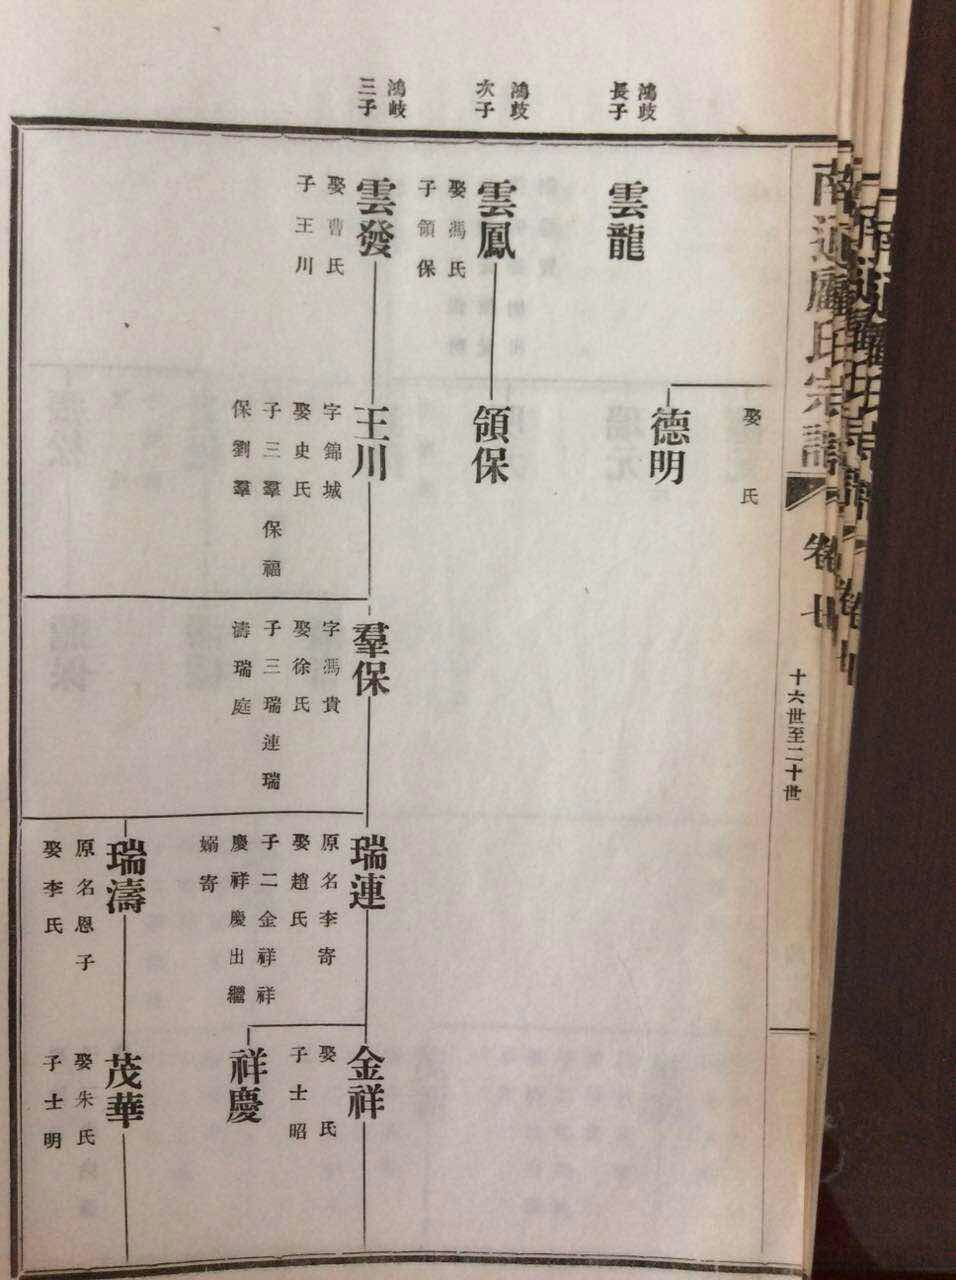 南通氏宗譜
卷廿
十六世至二十世
鴻歧
長子
鴻歧
次子
鴻岐
三子
雲龍
雲鳳
娶馮氏
子領保
雲發
娶曹氏
子王川
娶 氏
德明
領保
王川
字錦城
娶史氏
子三羣保福
保劉羣
羣保
字馮貴
娶徐氏
子三瑞連瑞
濤瑞庭
瑞連
原名李寄
娶趙氏
子二金祥祥
慶祥慶出繼
嫋寄
瑞濤
原名恩子
娶李氏
金祥
娶 氏
子士昭
祥慶
茂華
娶朱氏
子士明